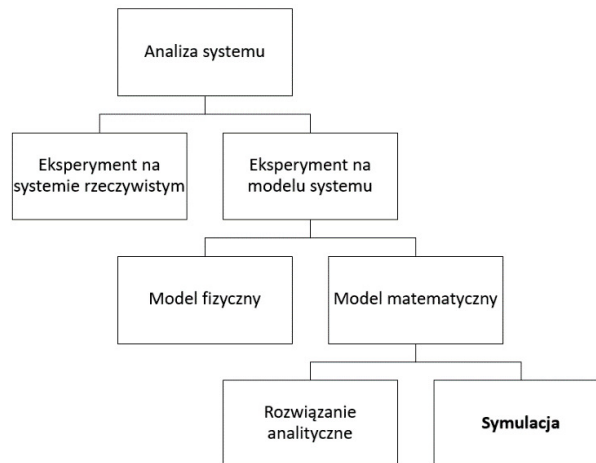 Analiza systemu
Eksperyment na
systemie rzeczywistym
Eksperyment na
modelu systemu
Model fizyczny
Model matematyczny
Rozwiązanie
analityczne
Symulacja